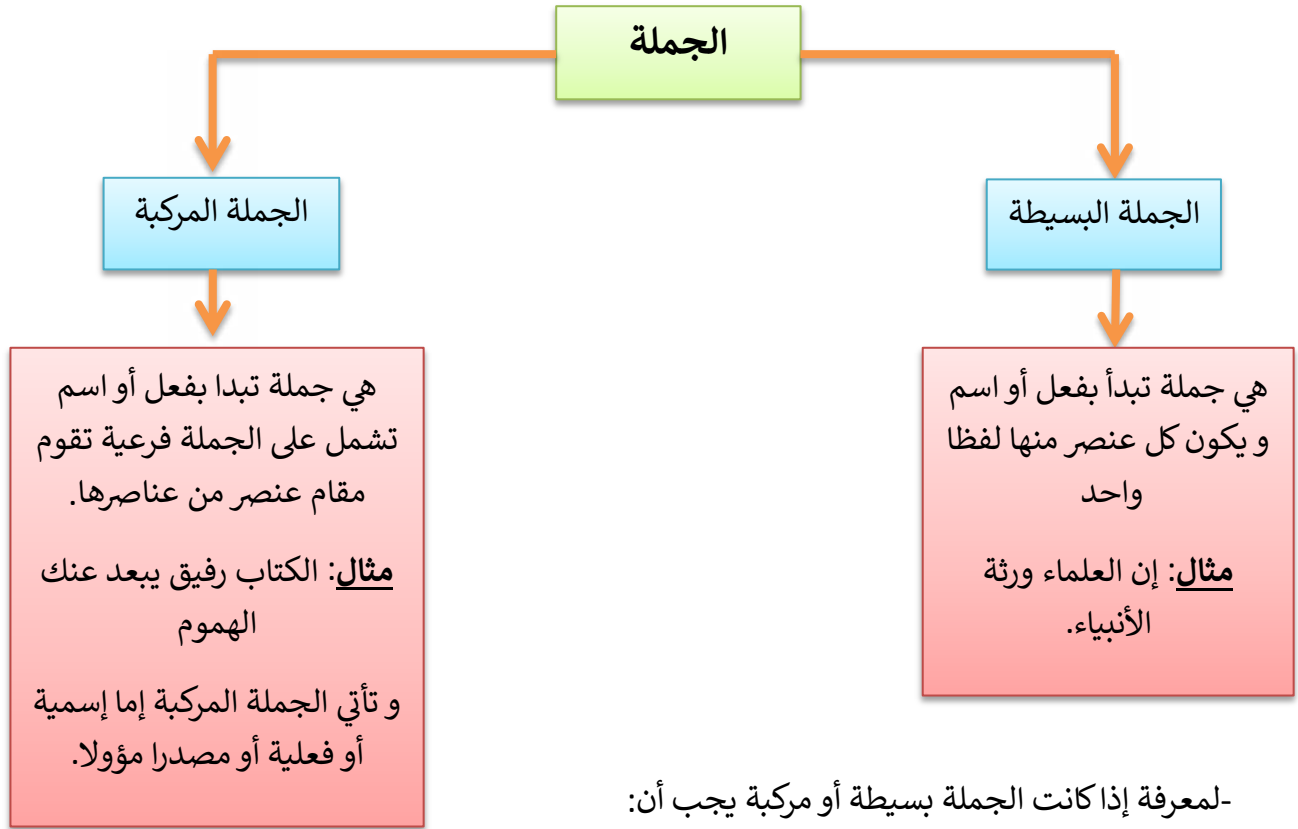 الجملة
الجملة البسيطة
هي جملة تبدأ بفعل أو اسم
و يكون كل عنصر منها لفظا
واحد
مثال: إن العلماء ورثة
الأنبياء.
الجملة المركبة
هي جملة تبدا بفعل أو اسم
تشمل على الجملة فرعية تقوم
مقام عنصر من عناصرها.
مثال: الكتاب رفيق يبعد عنك
الهموم
و تأتي الجملة المركبة إما إسمية
أو فعلية أو مصدرا مؤولا.
-لمعرفة إذا كانت الجملة بسيطة أو مركبة يجب أن: